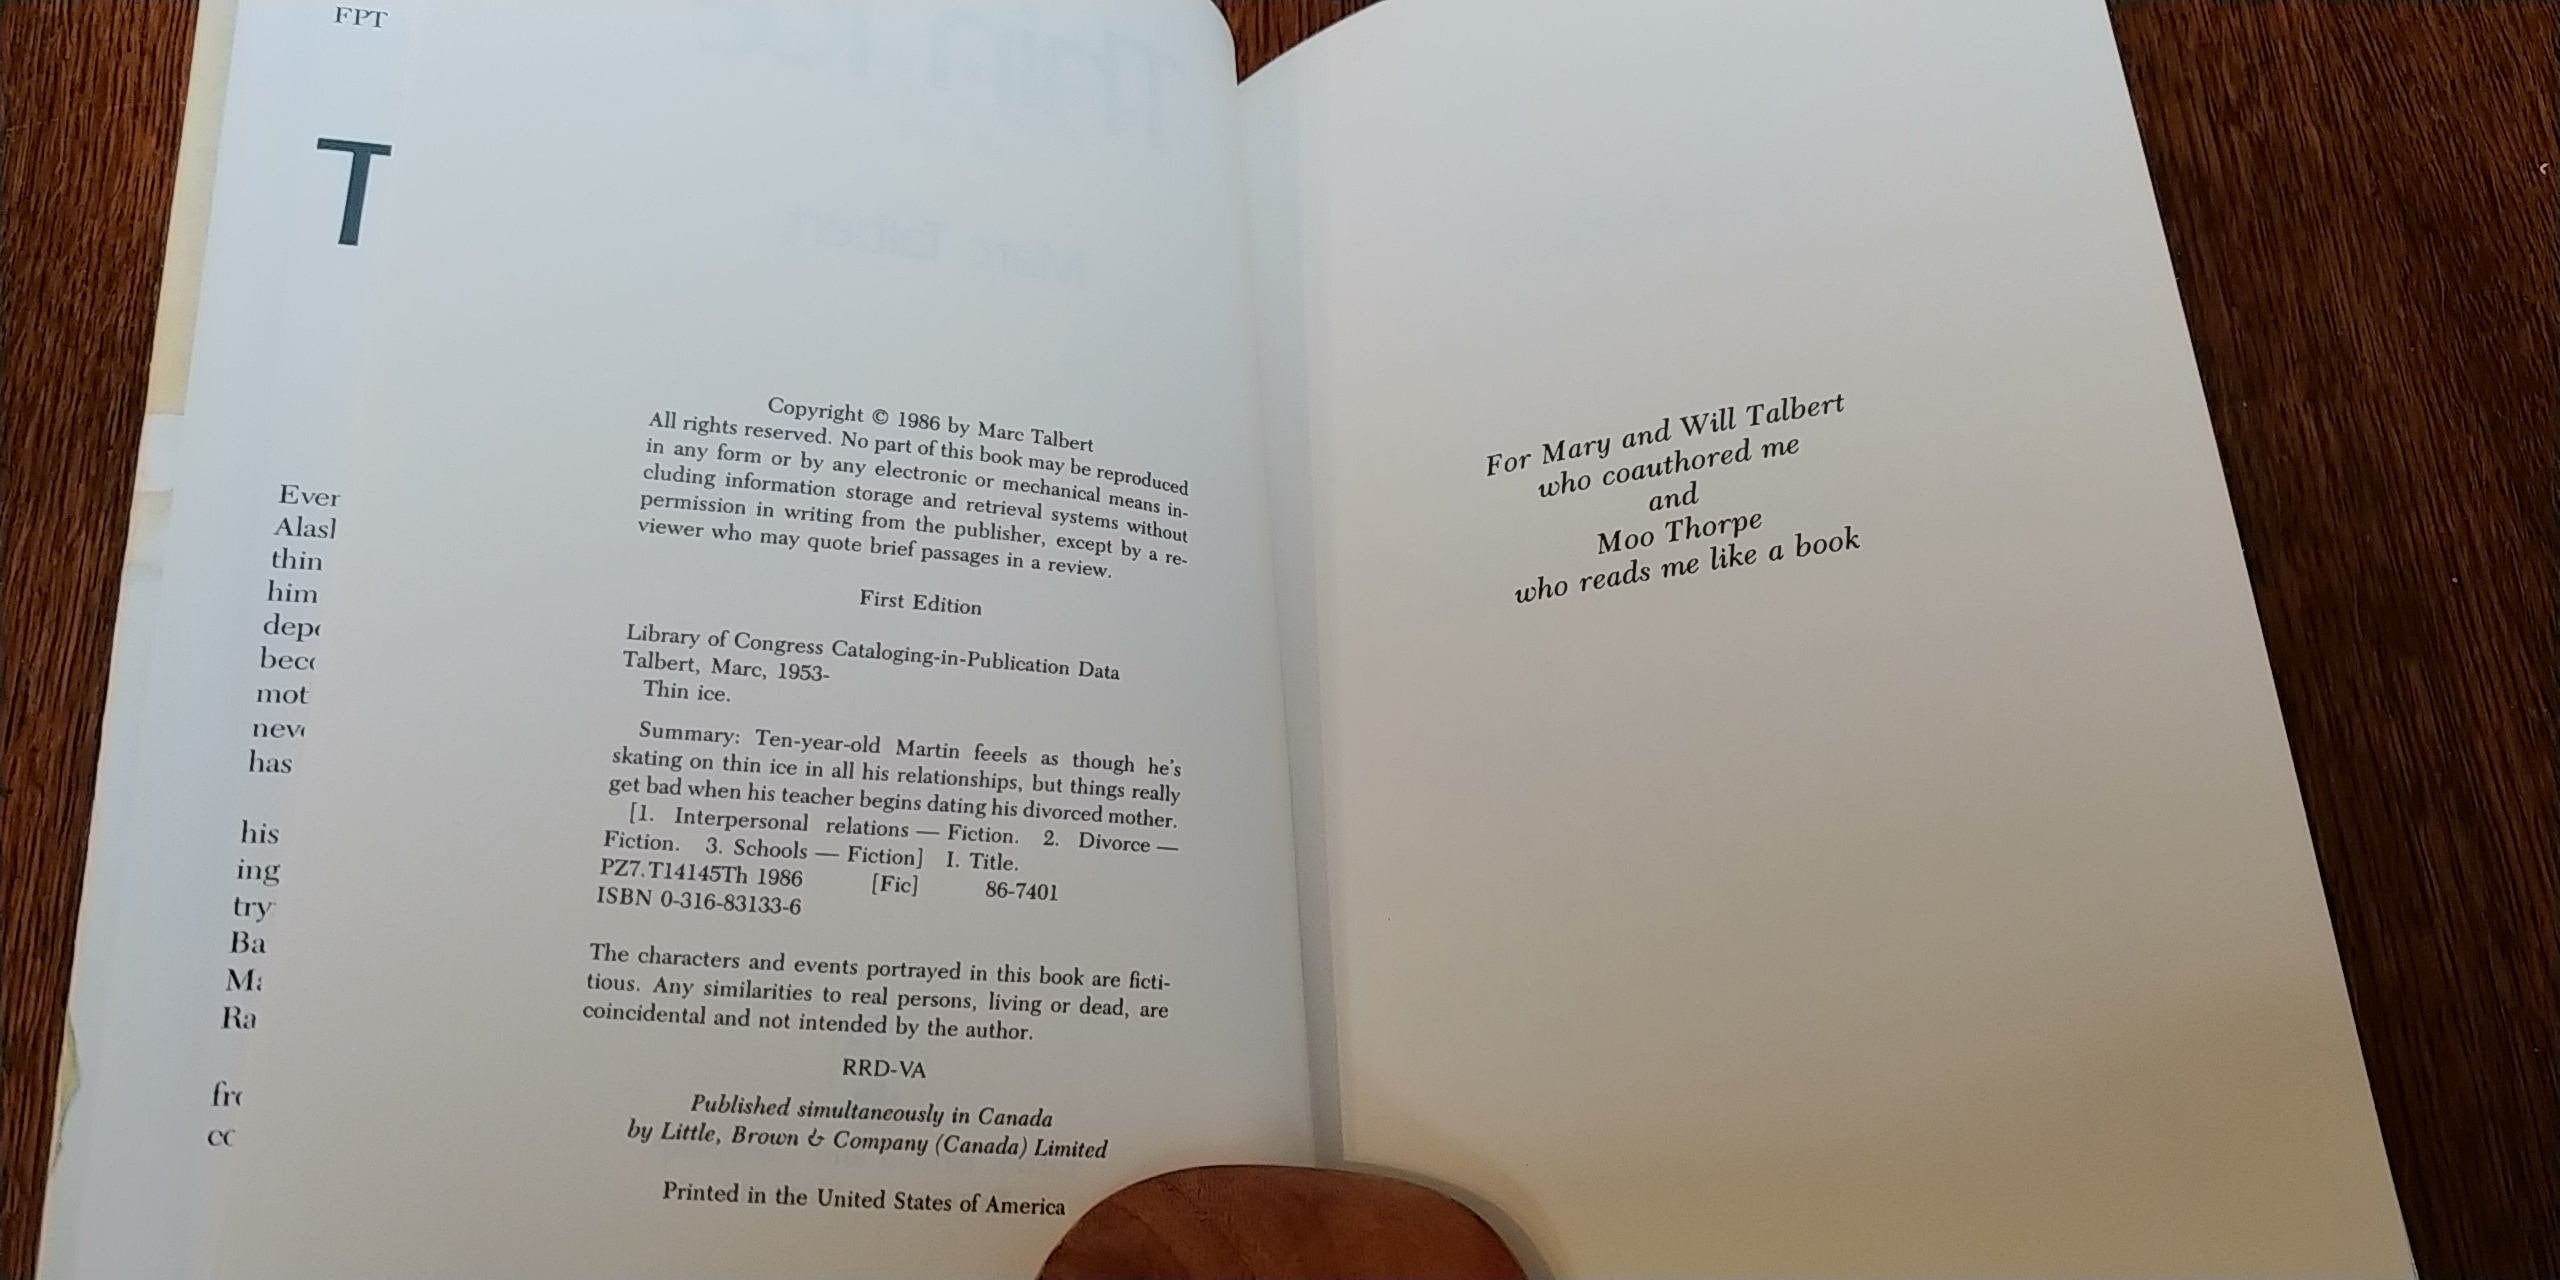 FPT
T
Ever
thin
him
mot
has
his
ing
try
Ba
Ra
Copyright © 1986 by Marc Talbert
All rights reserved. No part of this book may be reproduced
in any form or by any electronic or mechanical means in-
cluding information storage and retrieval systems without
permission in writing from the publisher, except by a re-
viewer who may quote brief passages in a review.
First Edition
Library of Congress Cataloging-in-Publication Data
Talbert, Marc, 1953-
Thin ice.
Summary: Ten-year-old Martin feeels as though he's
skating on thin ice in all his relationships, but things really
get bad when his teacher begins dating his divorced mother.
[1. Interpersonal relations — Fiction. 2. Divorce —
Fiction. 3. Schools — Fiction] I. Title.
PZ7.T14145Th 1986 [Fic] 86-7401
ISBN 0-316-83133-6
The characters and events portrayed in this book are ficti-
tious. Any similarities to real persons, living or dead, are
coincidental and not intended by the author.
RRD-VA
Published simultaneously in Canada
by Little, Brown & Company (Canada) Limited
Printed in the United States of America
For Mary and Will Talbert
who coauthored me
and
Moo Thorpe
who reads me like a book